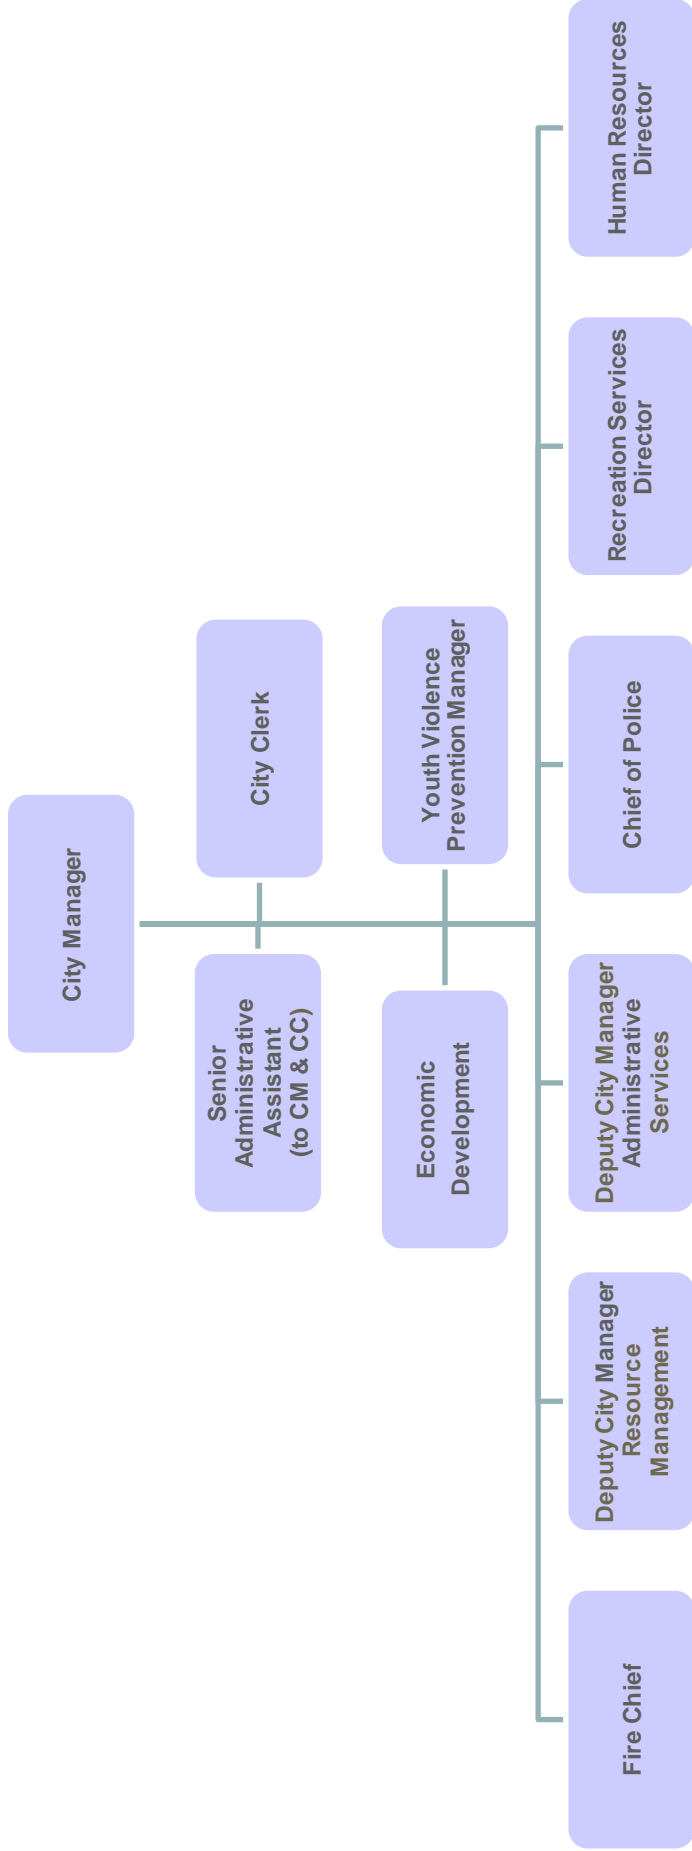 City Manager
Senior
Administrative
Assistant
(to CM & CC)
City Clerk
Economic
Development
Youth Violence
Prevention Manager
Fire Chief
Deputy City Manager
Resource
Management
Deputy City Manager
Administrative
Services
Chief of Police
Recreation Services
Director
Human Resources
Director